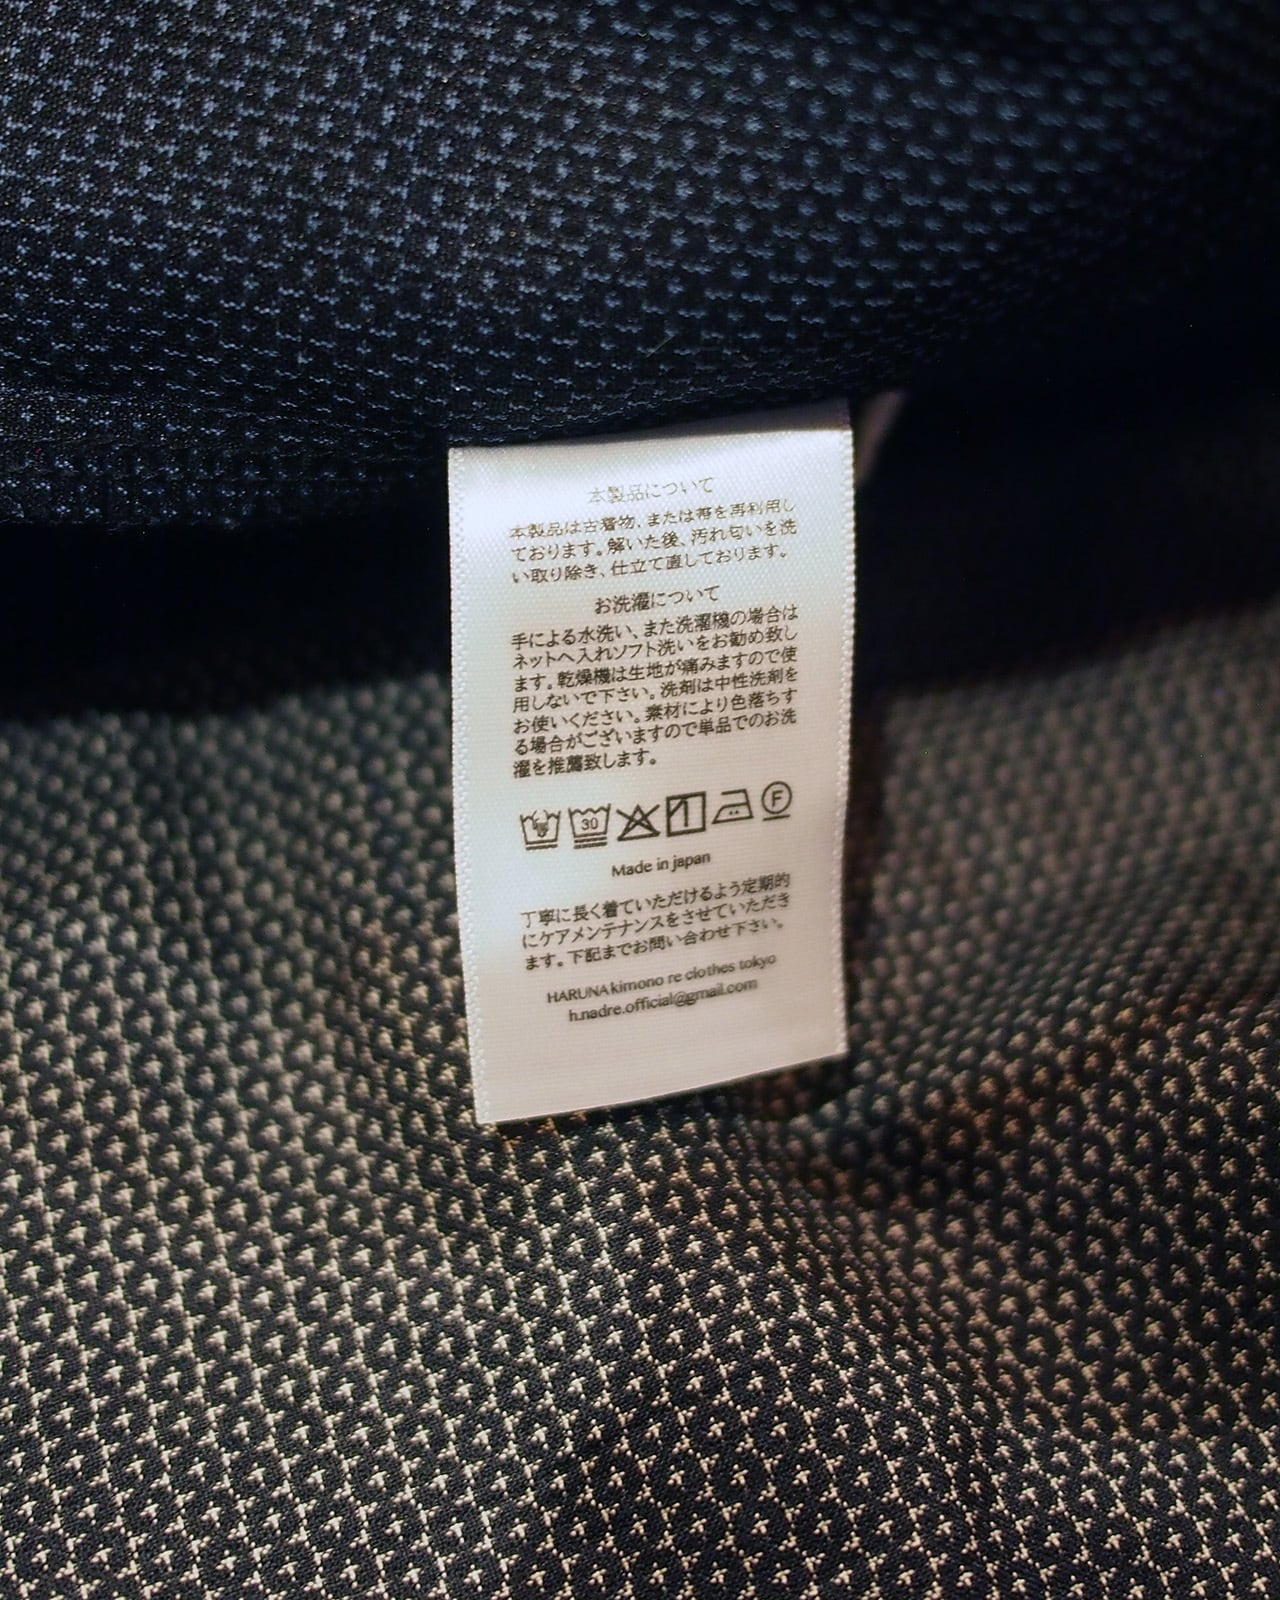 本製品について
本製品は古着物、または帯を再利用し
ております。解いた後、汚れ匂いを洗
い取り除き、仕立て直しております。
お洗濯について
手による水洗い、また洗濯機の場合は
ネットへ入れソフト洗いをお勧め致し
ます。乾燥機は生地が痛みますので使
用しないで下さい。洗剤は中性洗剤を
お使いください。素材により色落ちす
る場合がございますので単品でのお洗
濯を推薦致します。
30 F
Made in japan
丁寧に長く着ていただけるよう定期的
にケアメンテナンスをさせていただき
ます。下記までお問い合わせ下さい。
HARUNA kimono re clothes tokyo
h.nadre.official@gmail.com